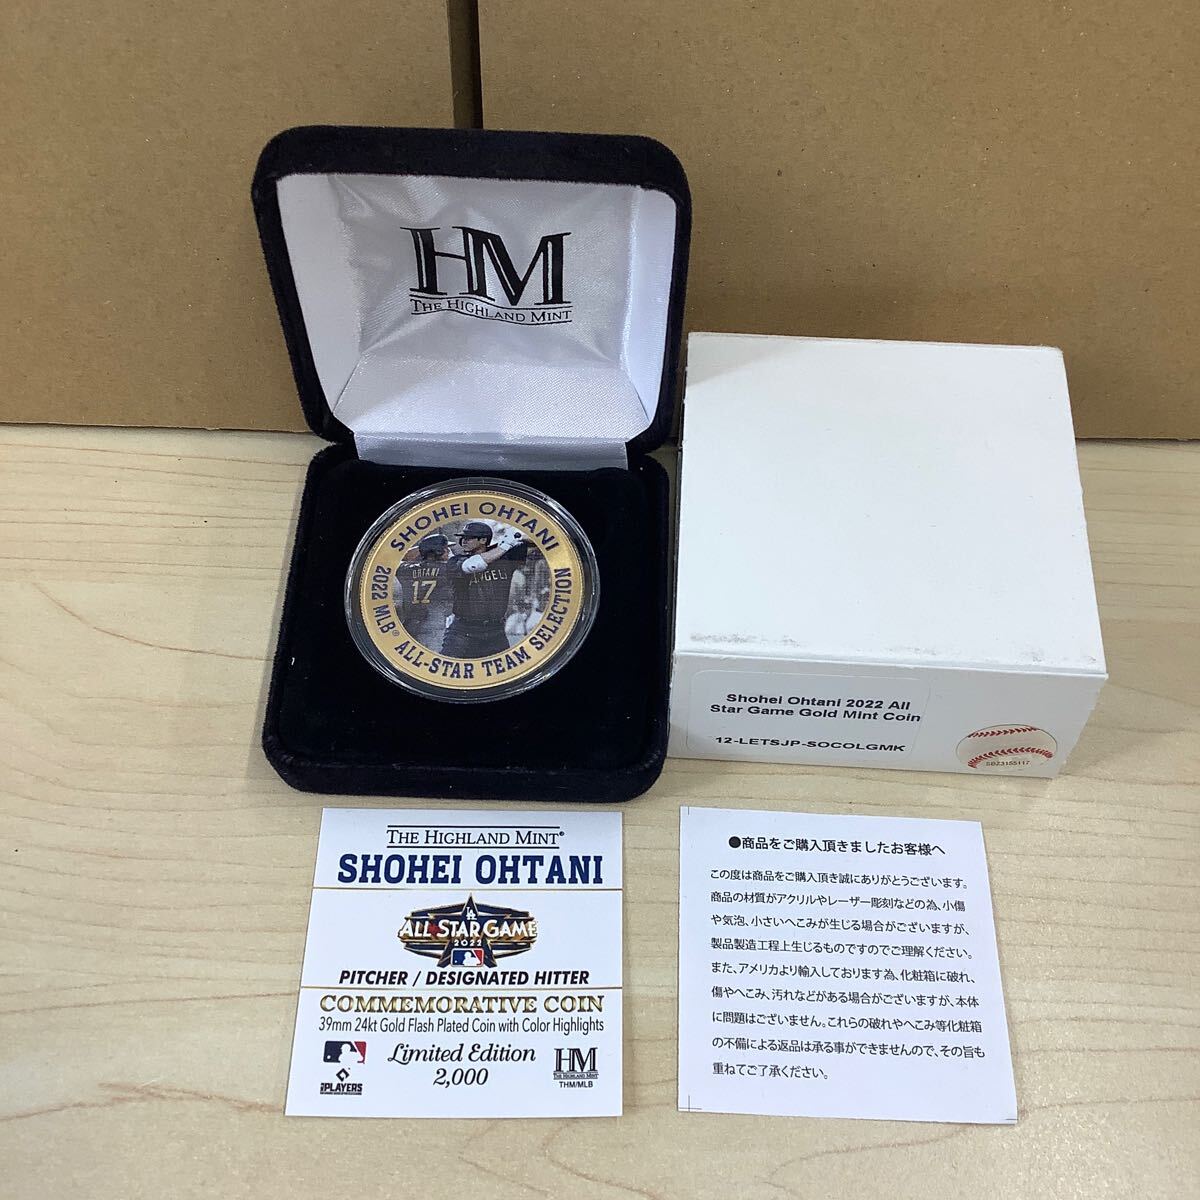 HM
THE HIGHLAND MINT
SHOHEI OHTANI
OHTANI
17
ANGEL
2022 MLB® ALL-STAR TEAM SELECTION
Shohei Ohtani 2022 All
Star Game Gold Mint Coin
12-LETSJP-SOCOLGMK
SBZ3155117
THE HIGHLAND MINT®
SHOHEI OHTANI
LA
ALL★STAR GAME
2022
PITCHER / DESIGNATED HITTER
COMMEMORATIVE COIN
39mm 24kt Gold Flash Plated Coin with Color Highlights
Limited Edition
2,000
PLAYERS
HM
THE HIGHLAND MINT
THM/MLB
●商品をご購入頂きましたお客様へ
この度は商品をご購入頂き誠にありがとうございます。
商品の材質がアクリルやレーザー彫刻などの為、小傷
や気泡、小さいへこみが生じる場合がございますが、
製品製造工程上生じるものですのでご理解ください。
また、アメリカより輸入しております為、化粧箱に破れ、
傷やへこみ、汚れなどがある場合がございますが、本体
に問題はございません。これらの破れやへこみ等化粧箱
の不備による返品は承る事ができませんので、その旨も
重ねてご了承ください。